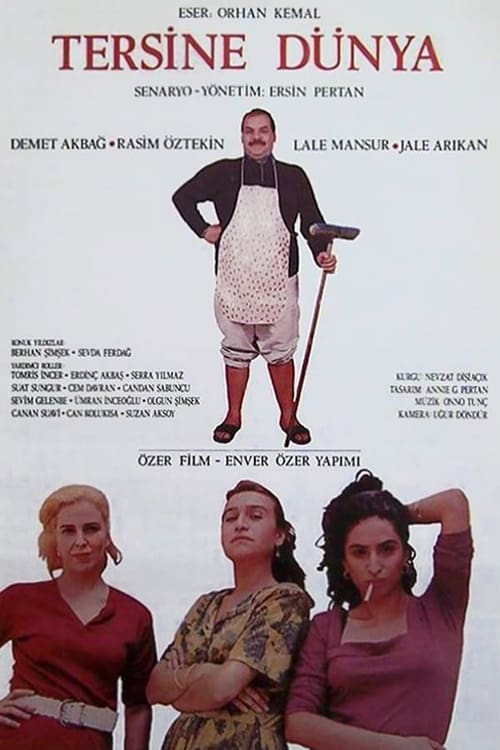 ESER: ORHAN KEMAL
TERSİNE DÜNYA
SENARYO - YÖNETİM: ERSİN PERTAN
DEMET AKBAĞ • RASİM ÖZTEKİN
LALE MANSUR • JALE ARIKAN
KONUK YILDIZLAR:
BERHAN ŞİMŞEK • SEVDA FERDAĞ
YARDIMCI ROLLER:
TOMRİS İNCER • ERDİNÇ AKBAŞ • SERRA YILMAZ
SUAT SUNGUR • CEM DAVRAN • CANDAN SABUNCU
SEVİM GELENBE • ÜMRAN İNCEOĞLU • OLGUN ŞİMŞEK
CANAN SUAVİ • CAN KOLUKISA • SUZAN AKSOY
KURGU: NEVZAT DİŞİAÇIK
TASARIM: ANNIE G. PERTAN
MÜZİK: ONNO TUNÇ
KAMERA: UĞUR DÖNDÜR
ÖZER FİLM - ENVER ÖZER YAPIMI